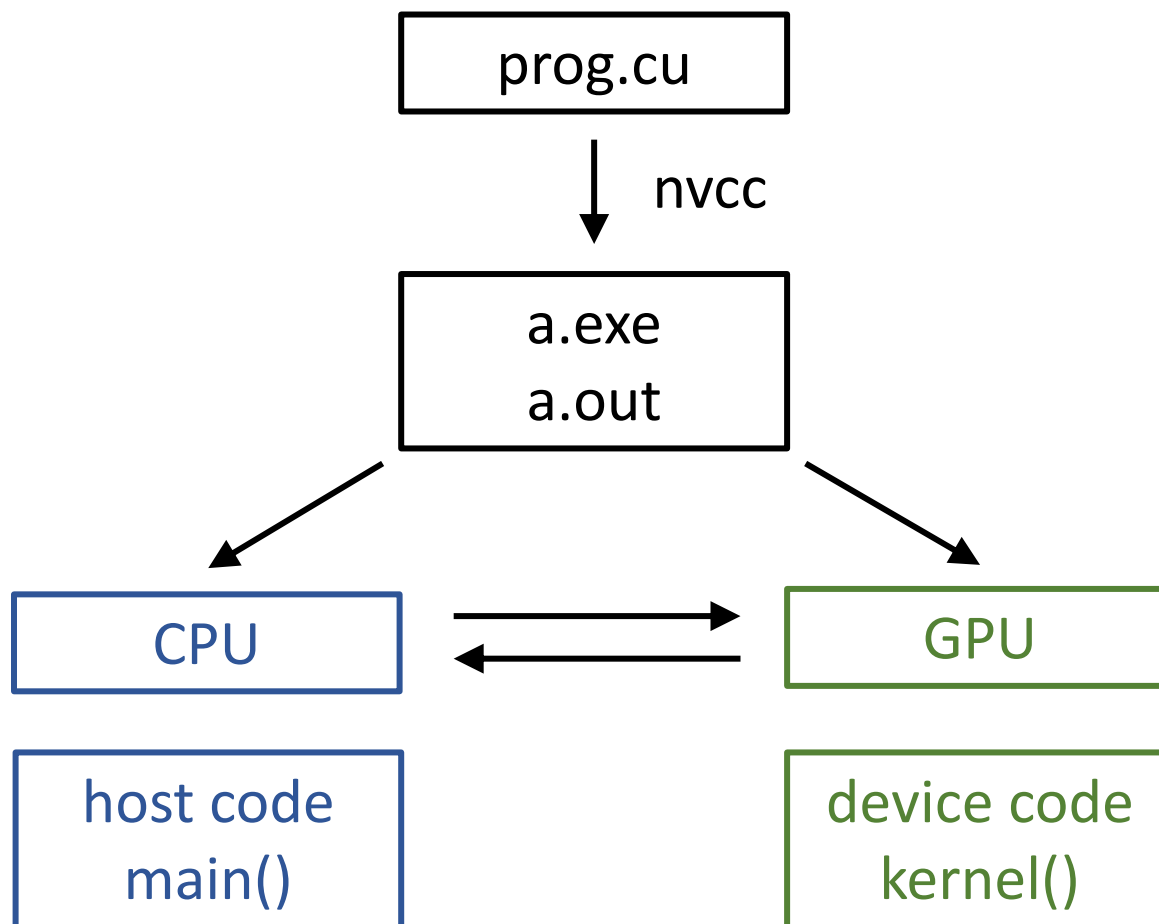 prog.cu
nvcc
a.exe
a.out
CPU
GPU
host code
main()
device code
kernel()